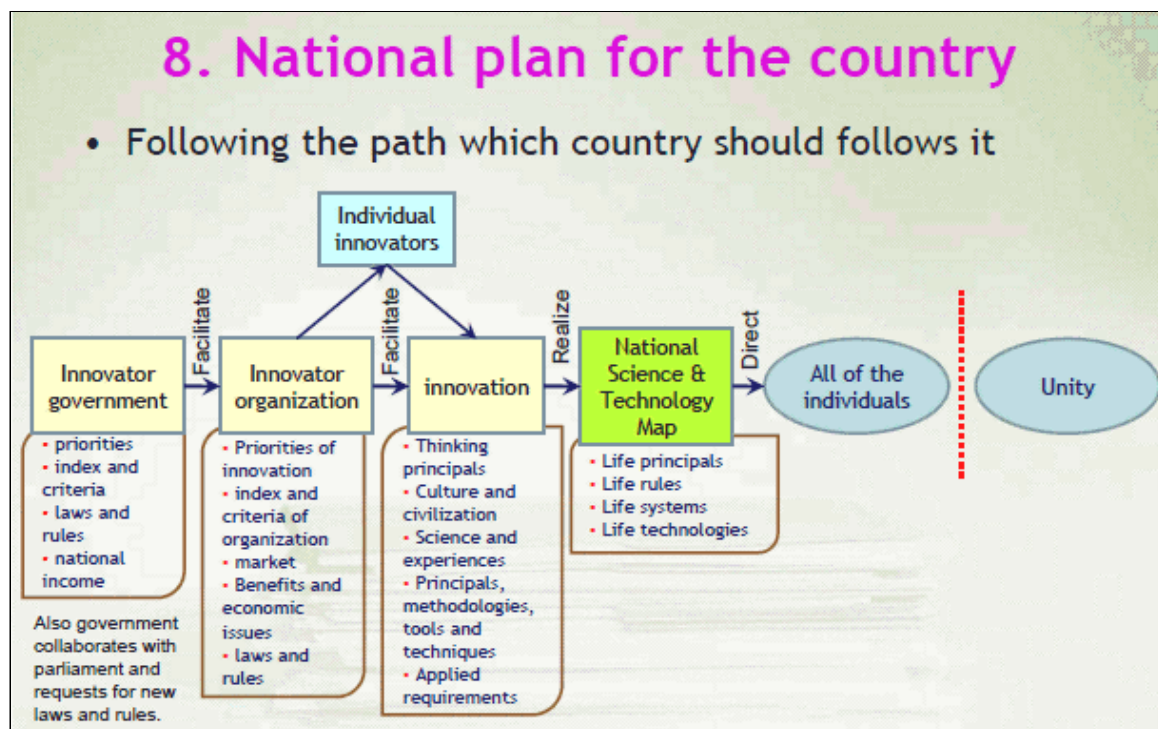 8. National plan for the country
• Following the path which country should follows it
Individual
innovators
Facilitate
Facilitate
Realize
Direct
Innovator
government
Innovator
organization
innovation
National
Science &
Technology
Map
All of the
individuals
Unity
• priorities
• index and
criteria
• laws and
rules
• national
income
Also government
collaborates with
parliament and
requests for new
laws and rules.
• Priorities of
innovation
• index and
criteria of
organization
• market
• Benefits and
economic
issues
• laws and
rules
• Thinking
principals
• Culture and
civilization
• Science and
experiences
• Principals,
methodologies,
tools and
techniques
• Applied
requirements
• Life principals
• Life rules
• Life systems
• Life technologies